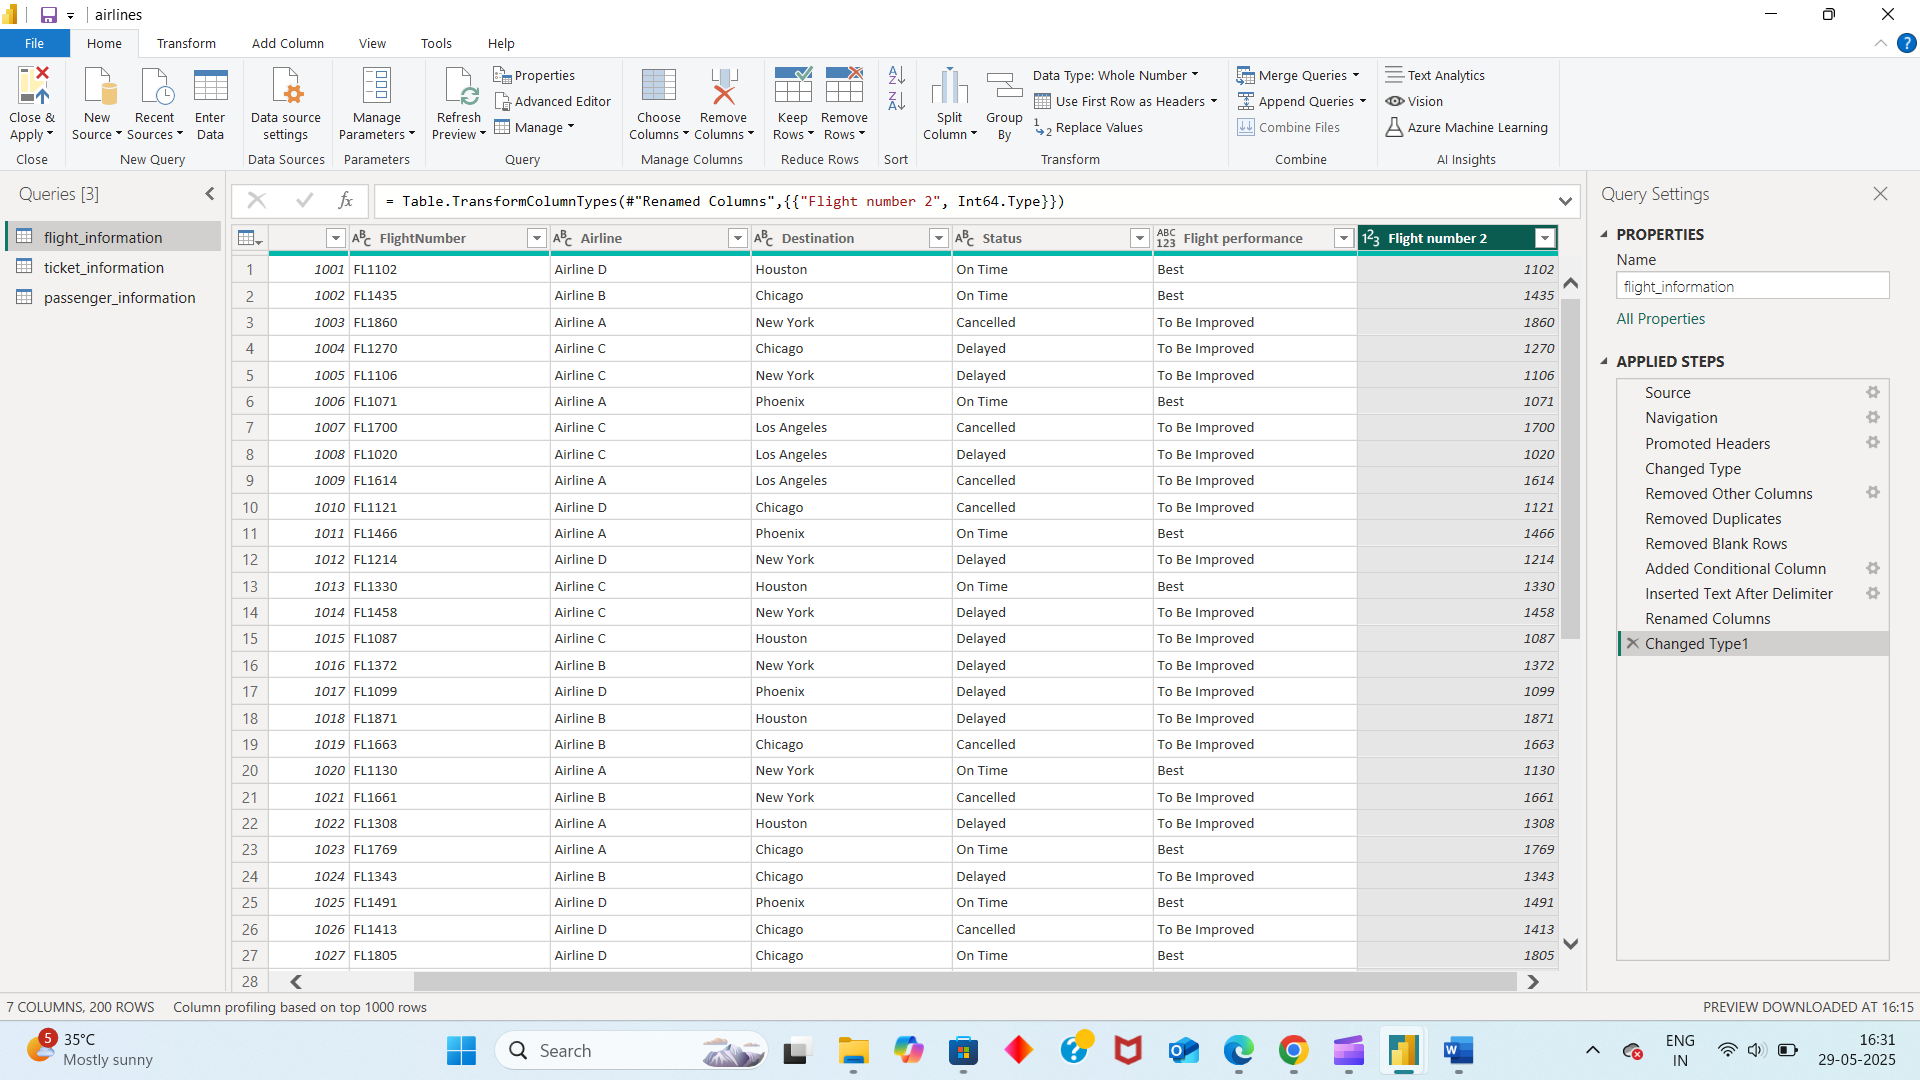 airlines
File Home Transform Add Column View Tools Help ?
Close & Apply
New Source
Recent Sources
Enter Data
Data source settings
Manage Parameters
Refresh Preview
Properties
Advanced Editor
Manage
Choose Columns
Remove Columns
Keep Rows
Remove Rows
Split Column
Group By
Data Type: Whole Number
Use First Row as Headers
Replace Values
Merge Queries
Append Queries
Combine Files
Text Analytics
Vision
Azure Machine Learning
Close New Query Data Sources Parameters Query Manage Columns Reduce Rows Sort Transform Combine AI Insights
Queries [3]
flight_information
ticket_information
passenger_information
fx = Table.TransformColumnTypes(#"Renamed Columns",{{"Flight number 2", Int64.Type}})
FlightNumber Airline Destination Status Flight performance Flight number 2
1 1001 FL1102 Airline D Houston On Time Best 1102
2 1002 FL1435 Airline B Chicago On Time Best 1435
3 1003 FL1860 Airline A New York Cancelled To Be Improved 1860
4 1004 FL1270 Airline C Chicago Delayed To Be Improved 1270
5 1005 FL1106 Airline C New York Delayed To Be Improved 1106
6 1006 FL1071 Airline A Phoenix On Time Best 1071
7 1007 FL1700 Airline C Los Angeles Cancelled To Be Improved 1700
8 1008 FL1020 Airline C Los Angeles Delayed To Be Improved 1020
9 1009 FL1614 Airline A Los Angeles Cancelled To Be Improved 1614
10 1010 FL1121 Airline D Chicago Cancelled To Be Improved 1121
11 1011 FL1466 Airline A Phoenix On Time Best 1466
12 1012 FL1214 Airline D New York Delayed To Be Improved 1214
13 1013 FL1330 Airline C Houston On Time Best 1330
14 1014 FL1458 Airline C New York Delayed To Be Improved 1458
15 1015 FL1087 Airline C Houston Delayed To Be Improved 1087
16 1016 FL1372 Airline B New York Delayed To Be Improved 1372
17 1017 FL1099 Airline D Phoenix Delayed To Be Improved 1099
18 1018 FL1871 Airline B Houston Delayed To Be Improved 1871
19 1019 FL1663 Airline B Chicago Cancelled To Be Improved 1663
20 1020 FL1130 Airline A New York On Time Best 1130
21 1021 FL1661 Airline B New York Cancelled To Be Improved 1661
22 1022 FL1308 Airline A Houston Delayed To Be Improved 1308
23 1023 FL1769 Airline A Chicago On Time Best 1769
24 1024 FL1343 Airline B Chicago Delayed To Be Improved 1343
25 1025 FL1491 Airline D Phoenix On Time Best 1491
26 1026 FL1413 Airline D Chicago Cancelled To Be Improved 1413
27 1027 FL1805 Airline D Chicago On Time Best 1805
28
Query Settings
PROPERTIES
Name
flight_information
All Properties
APPLIED STEPS
Source
Navigation
Promoted Headers
Changed Type
Removed Other Columns
Removed Duplicates
Removed Blank Rows
Added Conditional Column
Inserted Text After Delimiter
Renamed Columns
Changed Type1
7 COLUMNS, 200 ROWS Column profiling based on top 1000 rows PREVIEW DOWNLOADED AT 16:15
5 35°C
Mostly sunny
Search
ENG
IN
16:31
29-05-2025